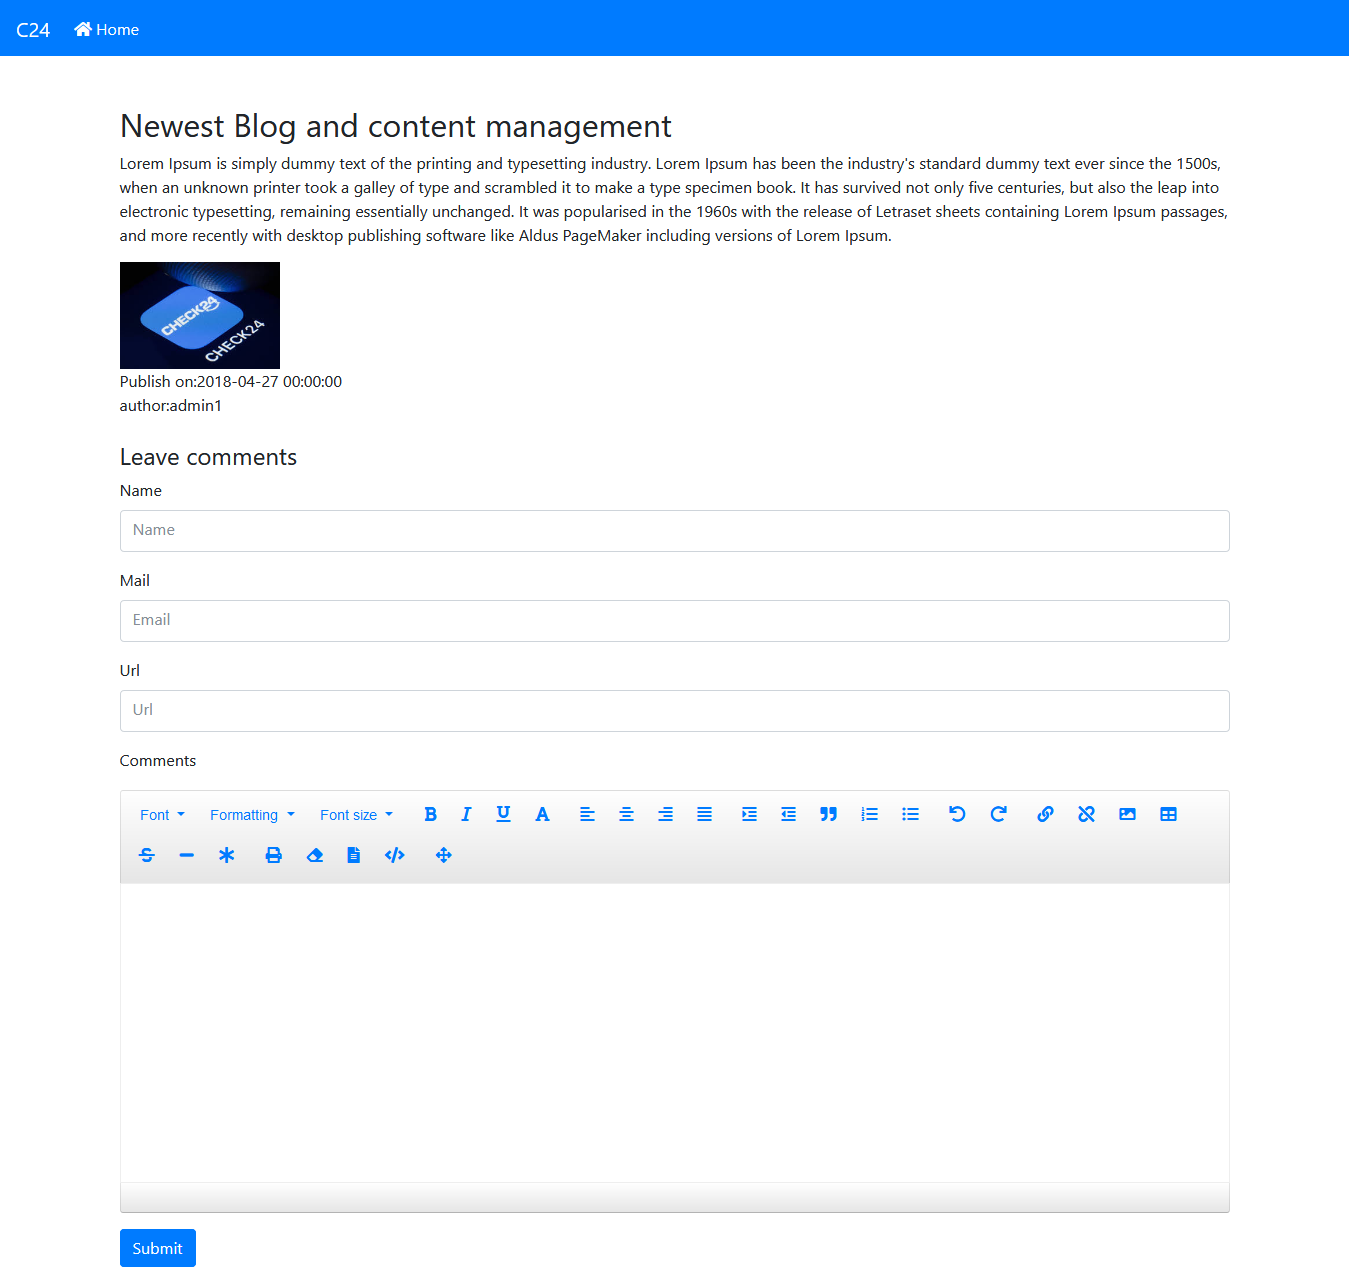 C24 Home
Newest Blog and content management
Lorem Ipsum is simply dummy text of the printing and typesetting industry. Lorem Ipsum has been the industry's standard dummy text ever since the 1500s,
when an unknown printer took a galley of type and scrambled it to make a type specimen book. It has survived not only five centuries, but also the leap into
electronic typesetting, remaining essentially unchanged. It was popularised in the 1960s with the release of Letraset sheets containing Lorem Ipsum passages,
and more recently with desktop publishing software like Aldus PageMaker including versions of Lorem Ipsum.
CHECK24
CHECK24
Publish on:2018-04-27 00:00:00
author:admin1
Leave comments
Name
Name
Mail
Email
Url
Url
Comments
Font Formatting Font size
Submit